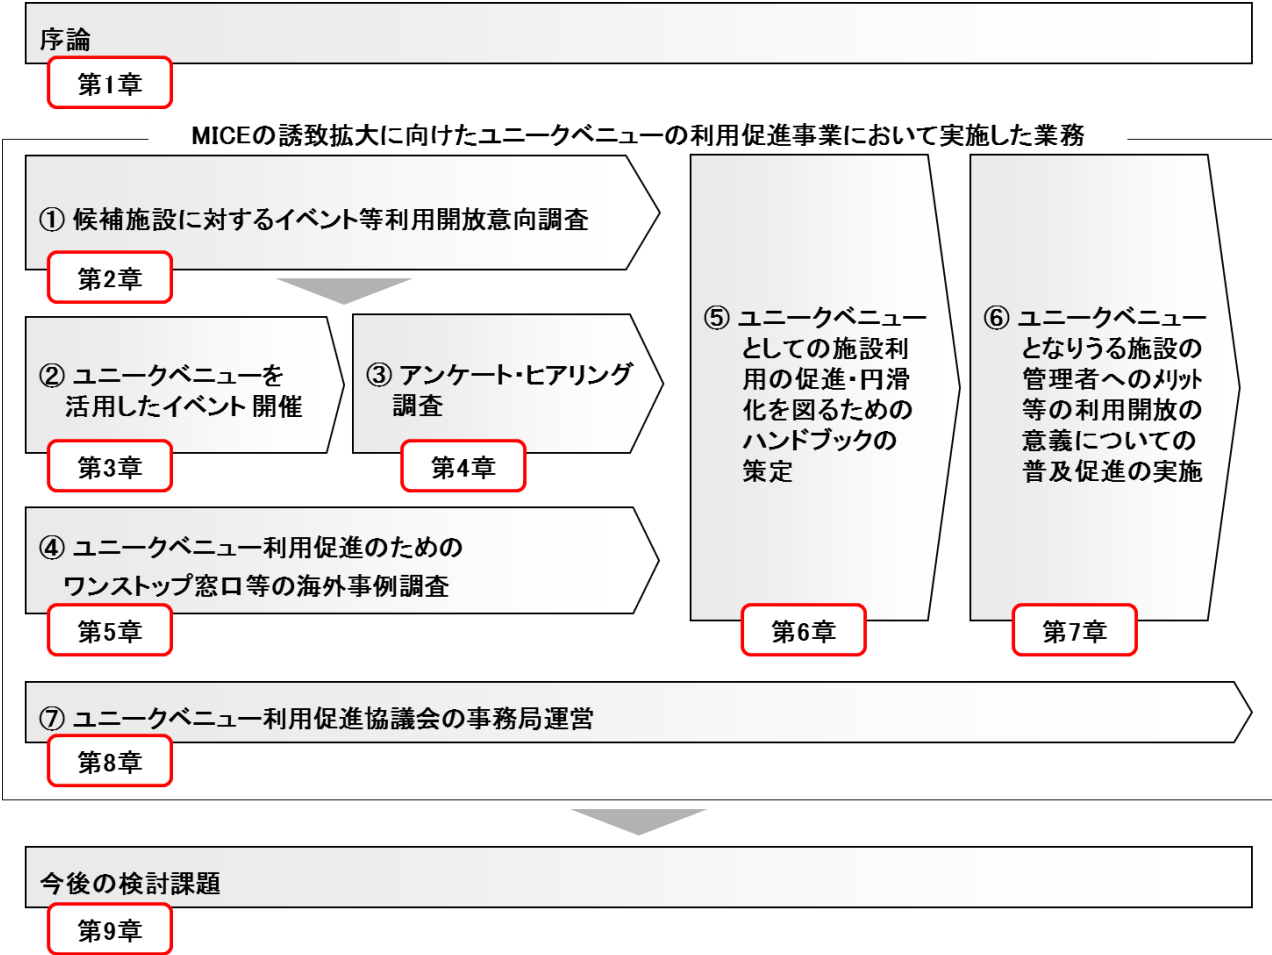 序論
第1章
MICEの誘致拡大に向けたユニークベニューの利用促進事業において実施した業務
① 候補施設に対するイベント等利用開放意向調査
第2章
② ユニークベニューを
活用したイベント開催
第3章
③ アンケート・ヒアリング
調査
第4章
④ ユニークベニュー利用促進のための
ワンストップ窓口等の海外事例調査
第5章
⑤ ユニークベニュー
としての施設利
用の促進・円滑
化を図るための
ハンドブックの
策定
第6章
⑥ ユニークベニュー
となりうる施設の
管理者へのメリット
等の利用開放の
意義についての
普及促進の実施
第7章
⑦ ユニークベニュー利用促進協議会の事務局運営
第8章
今後の検討課題
第9章